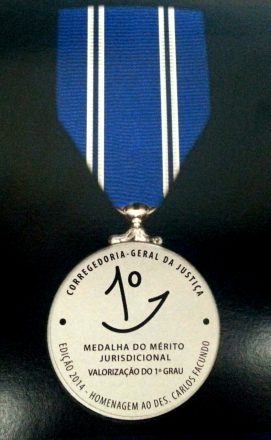 CORREGEDORIA-GERAL DA JUSTIÇA
1º
MEDALHA DO MÉRITO
JURISDICIONAL
VALORIZAÇÃO DO 1º GRAU
EDIÇÃO 2014 - HOMENAGEM AO DES. CARLOS FACUNDO